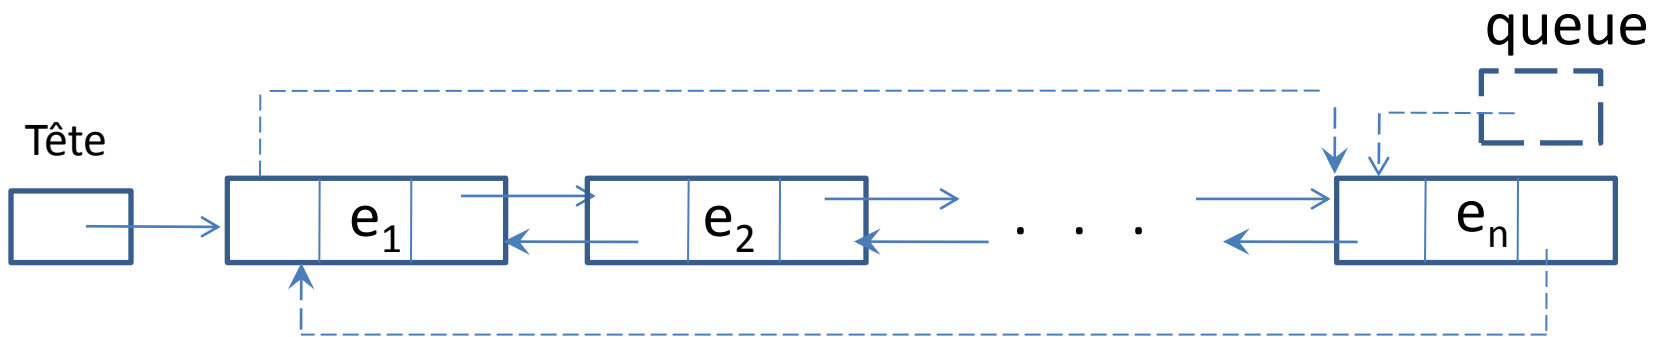 queue
Tête
e₁ e₂ . . . eₙ